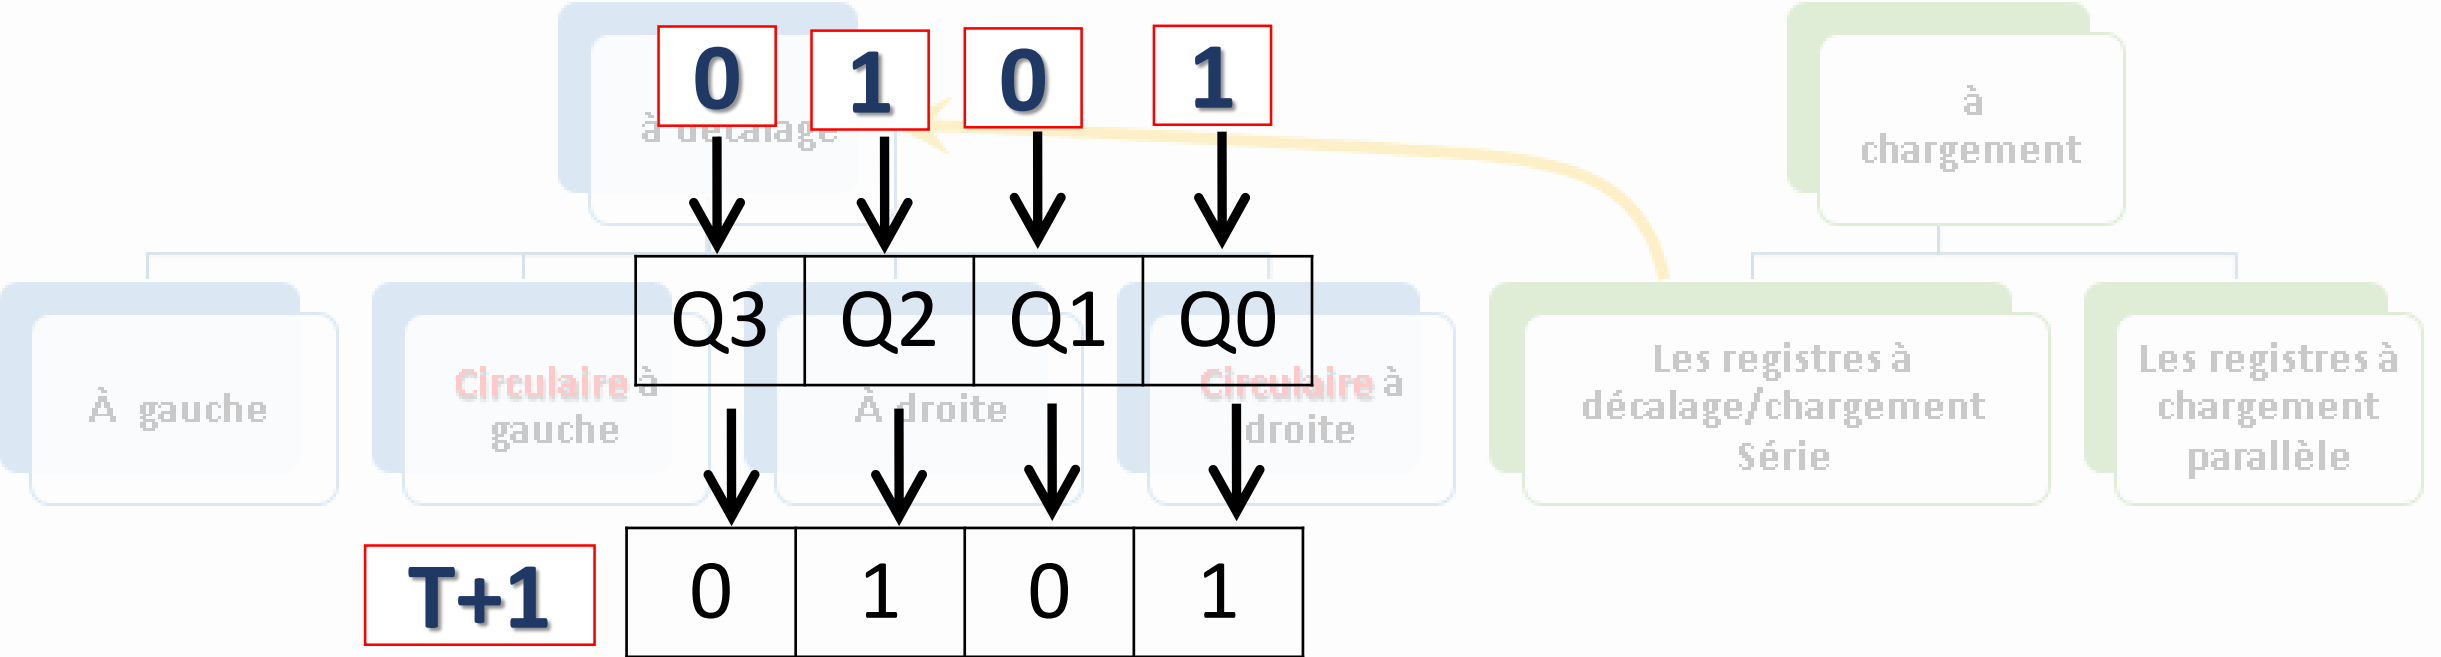 0 1 0 1
à décalage
à
chargement
Q3 Q2 Q1 Q0
À gauche
Circulaire à
gauche
À droite
Circulaire à
droite
Les registres à
décalage/chargement
Série
Les registres à
chargement
parallèle
T+1
0 1 0 1